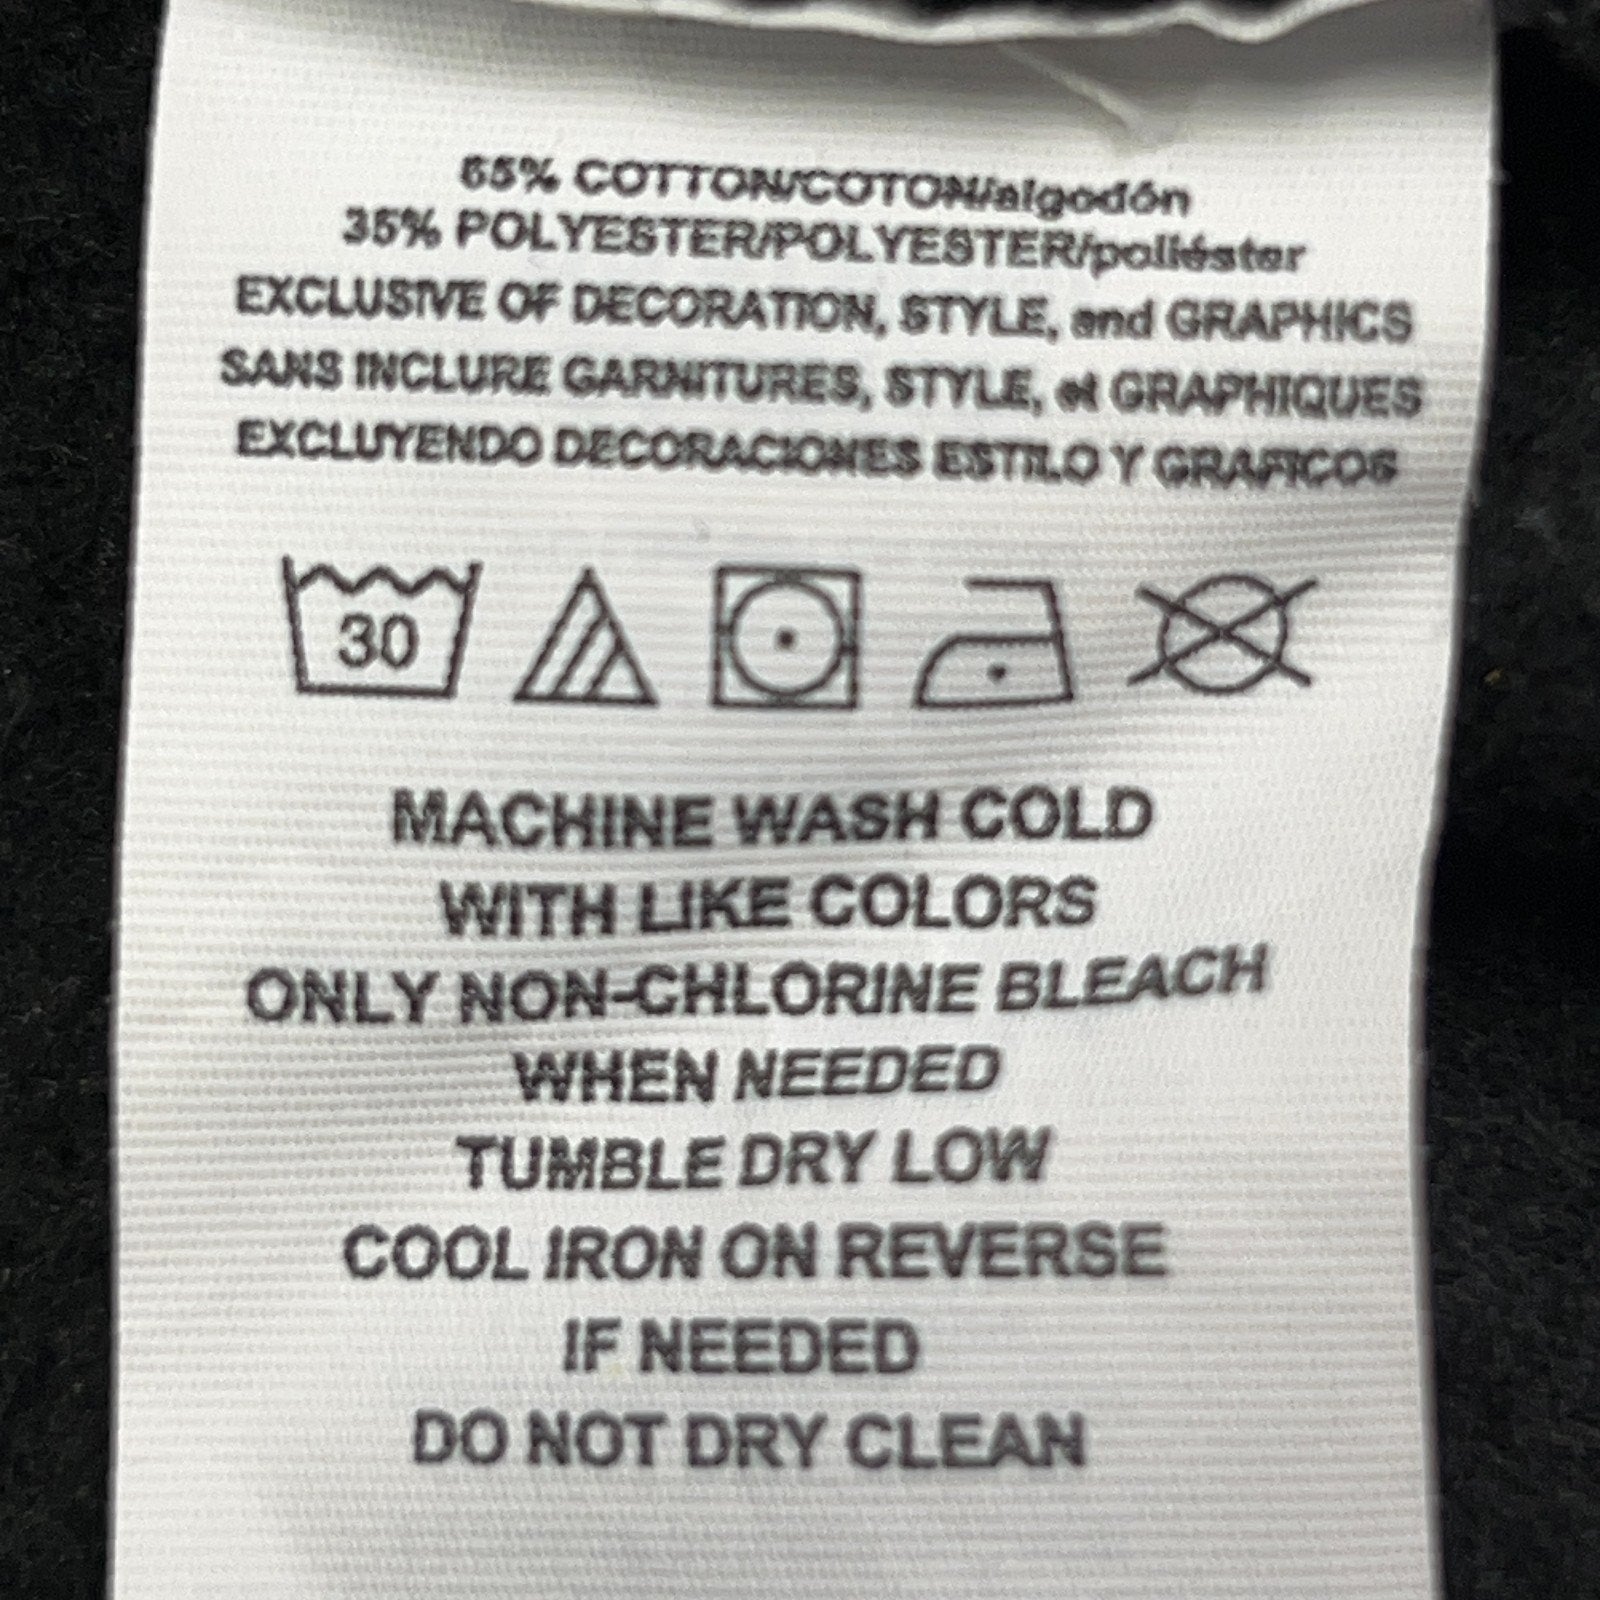 65% COTTON/COTON/algodón
35% POLYESTER/POLYESTER/poliéster
EXCLUSIVE OF DECORATION, STYLE, and GRAPHICS
SANS INCLURE GARNITURES, STYLE, et GRAPHIQUES
EXCLUYENDO DECORACIONES ESTILO Y GRAFICOS
30
MACHINE WASH COLD
WITH LIKE COLORS
ONLY NON-CHLORINE BLEACH
WHEN NEEDED
TUMBLE DRY LOW
COOL IRON ON REVERSE
IF NEEDED
DO NOT DRY CLEAN